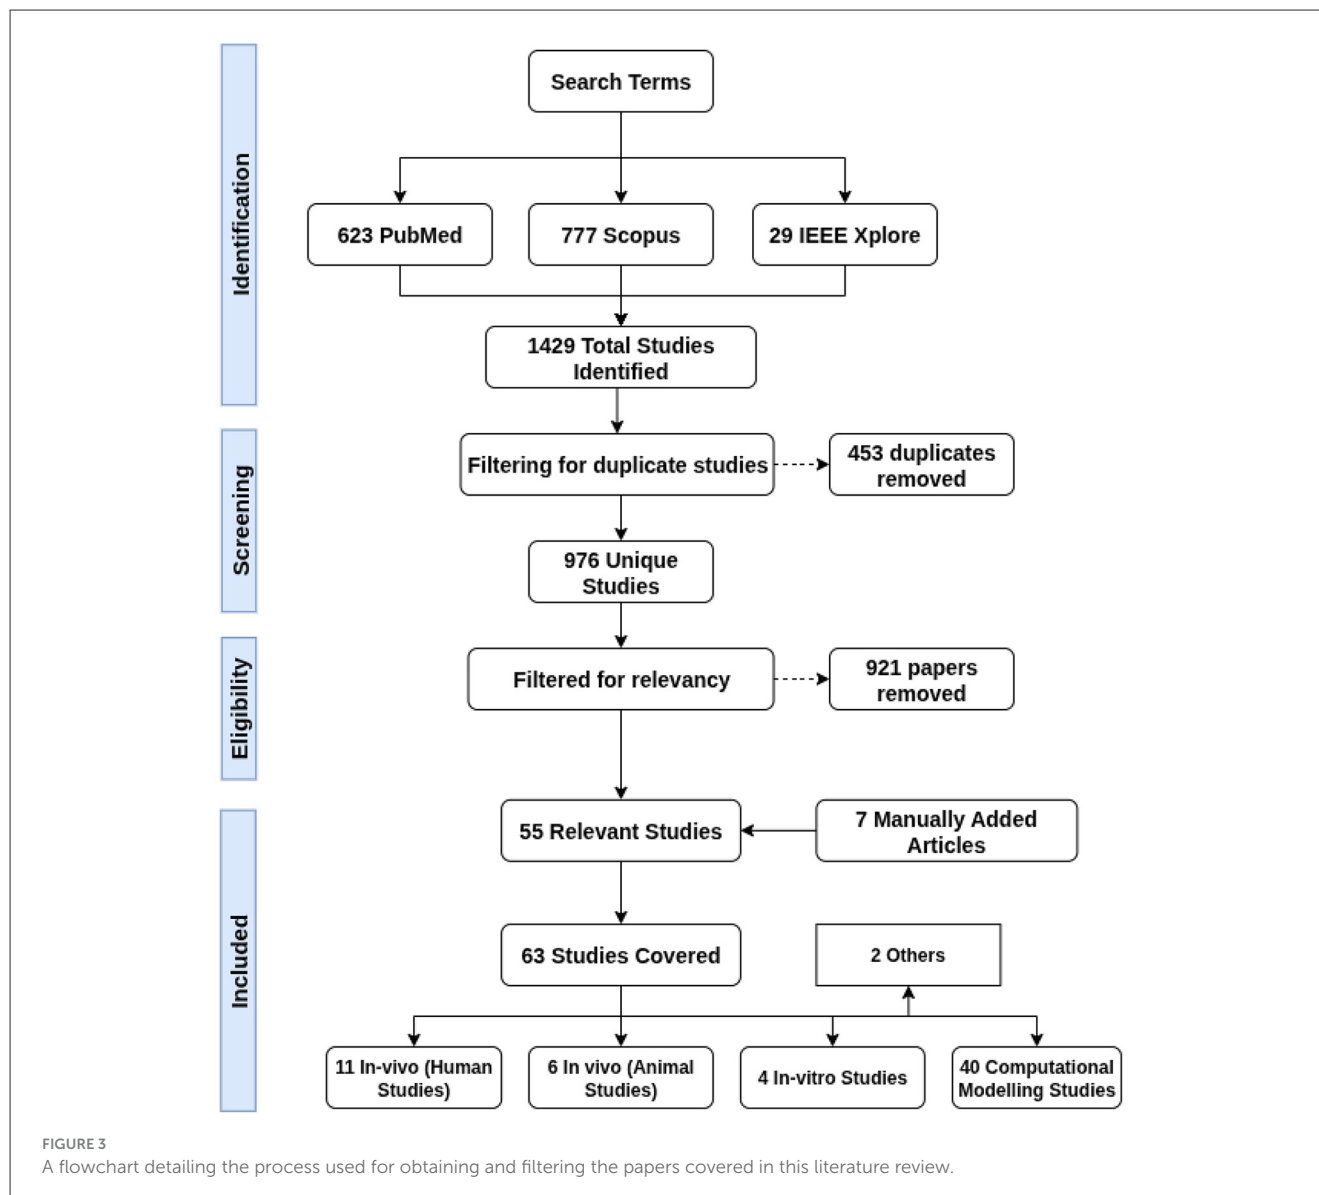 Identification
Search Terms
623 PubMed
777 Scopus
29 IEEE Xplore
1429 Total Studies
Identified
Screening
Filtering for duplicate studies
453 duplicates
removed
976 Unique
Studies
Eligibility
Filtered for relevancy
921 papers
removed
Included
55 Relevant Studies
7 Manually Added
Articles
63 Studies Covered
2 Others
11 In-vivo (Human
Studies)
6 In vivo (Animal
Studies)
4 In-vitro Studies
40 Computational
Modelling Studies
FIGURE 3
A flowchart detailing the process used for obtaining and filtering the papers covered in this literature review.